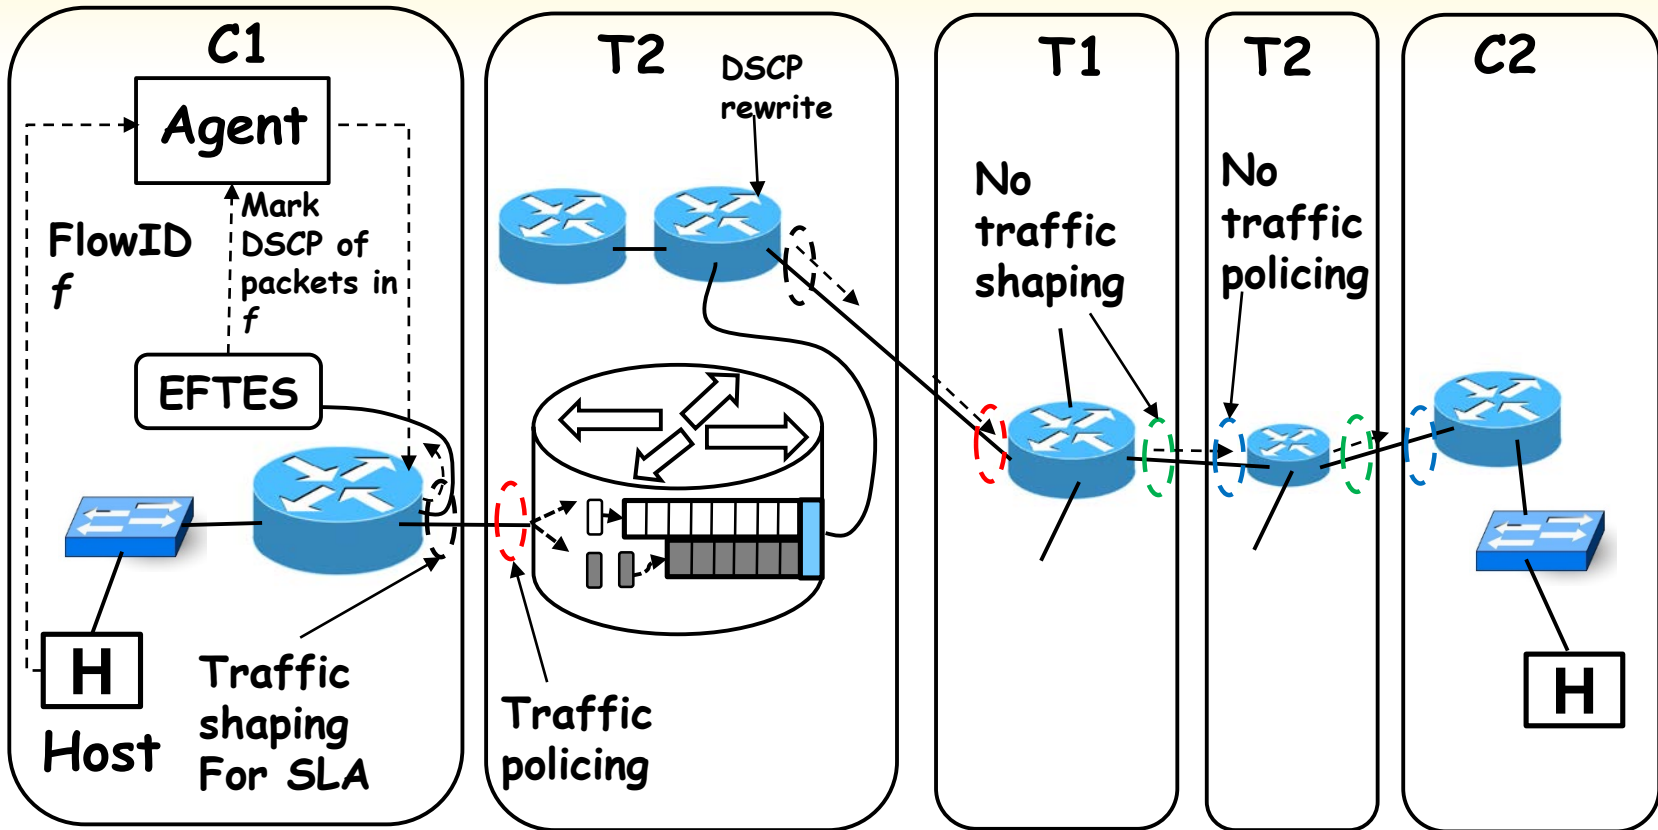 C1
Agent
FlowID
f
Mark
DSCP of
packets in
f
EFTES
H
Host
Traffic
shaping
For SLA
T2
DSCP
rewrite
Traffic
policing
T1
No
traffic
shaping
T2
No
traffic
policing
C2
H